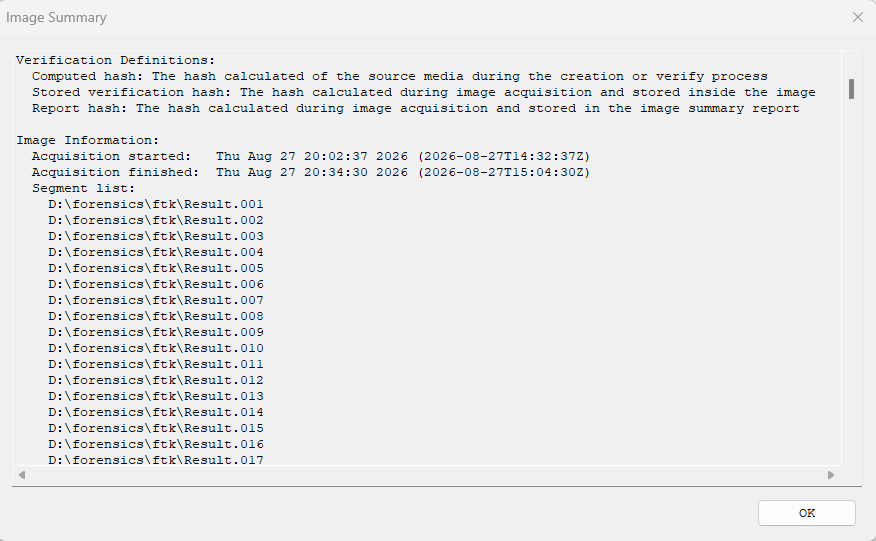 Image Summary
Verification Definitions:
Computed hash: The hash calculated of the source media during the creation or verify process
Stored verification hash: The hash calculated during image acquisition and stored inside the image
Report hash: The hash calculated during image acquisition and stored in the image summary report
Image Information:
Acquisition started: Thu Aug 27 20:02:37 2026 (2026-08-27T14:32:37Z)
Acquisition finished: Thu Aug 27 20:34:30 2026 (2026-08-27T15:04:30Z)
Segment list:
D:\forensics\ftk\Result.001
D:\forensics\ftk\Result.002
D:\forensics\ftk\Result.003
D:\forensics\ftk\Result.004
D:\forensics\ftk\Result.005
D:\forensics\ftk\Result.006
D:\forensics\ftk\Result.007
D:\forensics\ftk\Result.008
D:\forensics\ftk\Result.009
D:\forensics\ftk\Result.010
D:\forensics\ftk\Result.011
D:\forensics\ftk\Result.012
D:\forensics\ftk\Result.013
D:\forensics\ftk\Result.014
D:\forensics\ftk\Result.015
D:\forensics\ftk\Result.016
D:\forensics\ftk\Result.017
OK